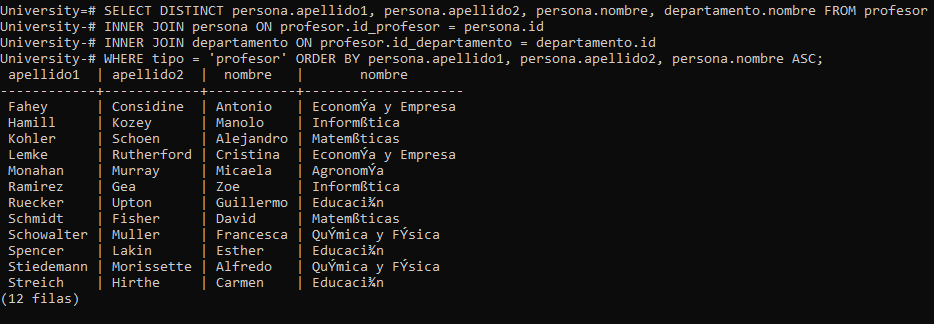 University=# SELECT DISTINCT persona.apellido1, persona.apellido2, persona.nombre, departamento.nombre FROM profesor
University-# INNER JOIN persona ON profesor.id_profesor = persona.id
University-# INNER JOIN departamento ON profesor.id_departamento = departamento.id
University-# WHERE tipo = 'profesor' ORDER BY persona.apellido1, persona.apellido2, persona.nombre ASC;
 apellido1  | apellido2  |  nombre   |       nombre
------------+------------+-----------+--------------------
 Fahey      | Considine  | Antonio   | EconomÝa y Empresa
 Hamill     | Kozey      | Manolo    | Informßtica
 Kohler     | Schoen     | Alejandro | Matemßticas
 Lemke      | Rutherford | Cristina  | EconomÝa y Empresa
 Monahan    | Murray     | Micaela   | AgronomÝa
 Ramirez    | Gea        | Zoe       | Informßtica
 Ruecker    | Upton      | Guillermo | Educaci¾n
 Schmidt    | Fisher     | David     | Matemßticas
 Schowalter | Muller     | Francesca | QuÝmica y FÝsica
 Spencer    | Lakin      | Esther    | Educaci¾n
 Stiedemann | Morissette | Alfredo   | QuÝmica y FÝsica
 Streich    | Hirthe     | Carmen    | Educaci¾n
(12 filas)